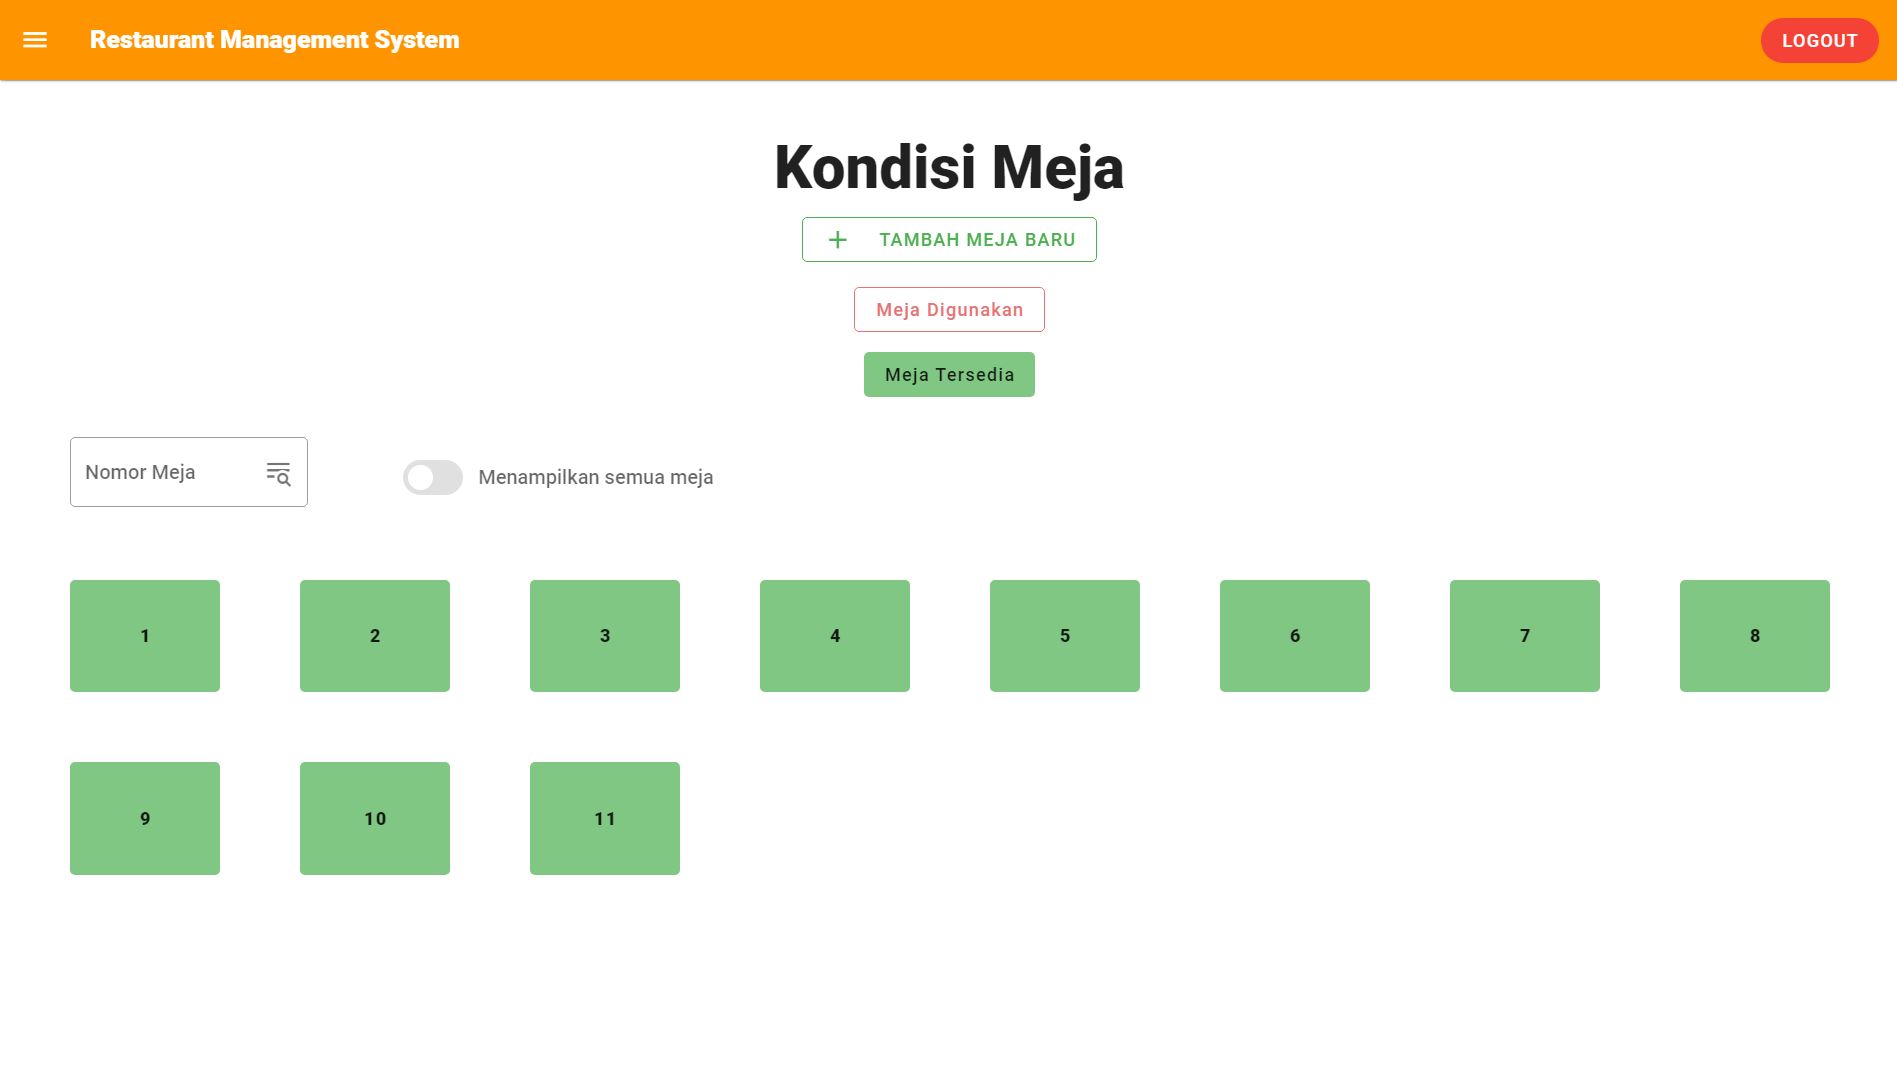 Restaurant Management System
LOGOUT
Kondisi Meja
TAMBAH MEJA BARU
Meja Digunakan
Meja Tersedia
Nomor Meja
Menampilkan semua meja
1
2
3
4
5
6
7
8
9
10
11